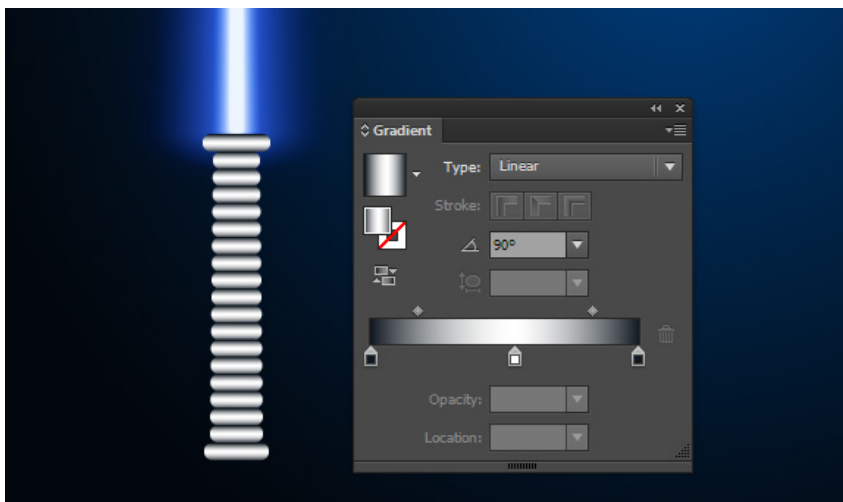 Gradient
Type: Linear
Stroke:
90°
Opacity:
Location: